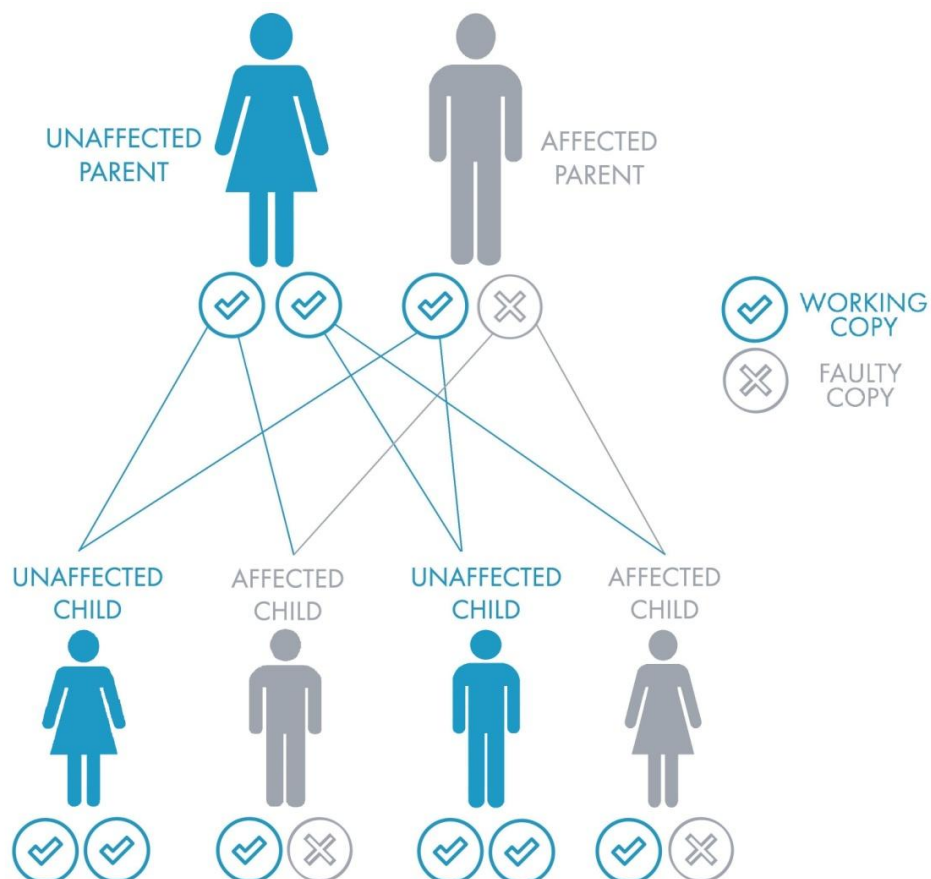 UNAFFECTED
PARENT
AFFECTED
PARENT
WORKING
COPY
FAULTY
COPY
UNAFFECTED
CHILD
AFFECTED
CHILD
UNAFFECTED
CHILD
AFFECTED
CHILD